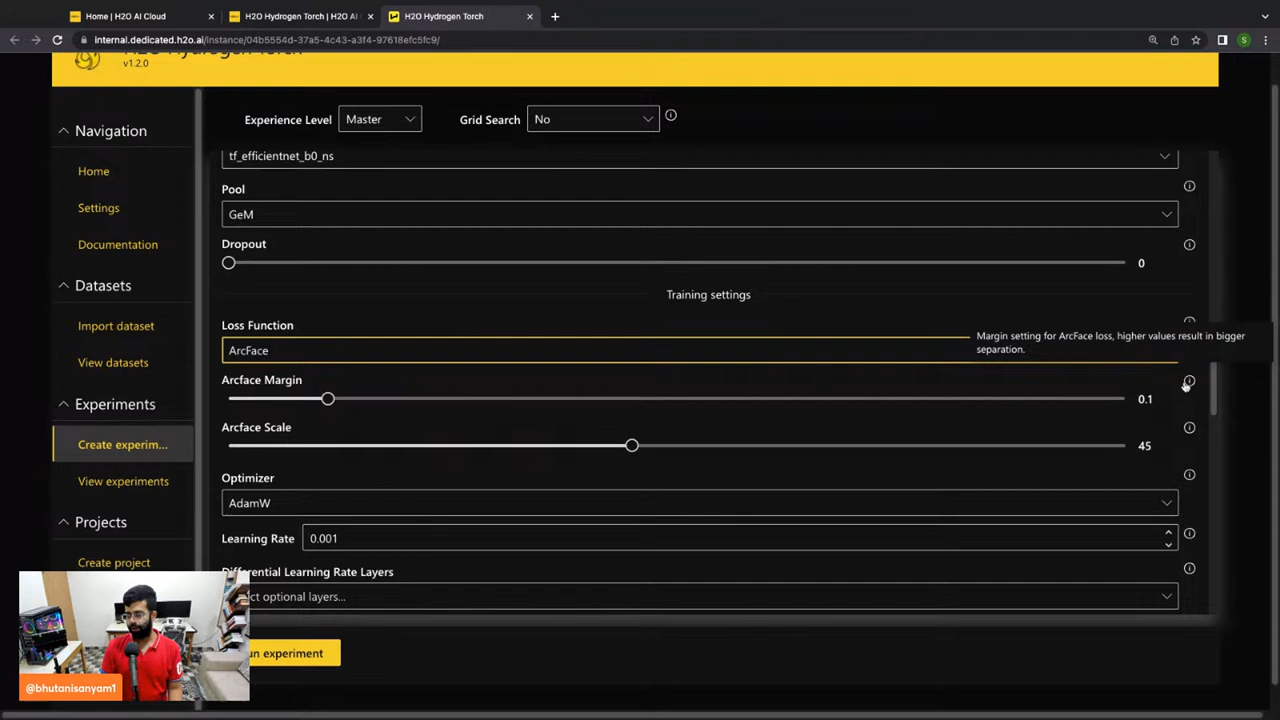 Home | H2O AI Cloud
H2O Hydrogen Torch | H2O AI
H2O Hydrogen Torch
internal.dedicated.h2o.ai/instance/04b5554d-37a5-4c43-a3f4-97618efc5fc9/
S
H2O Hydrogen Torch
v1.2.0
Navigation
Home
Settings
Documentation
Datasets
Import dataset
View datasets
Experiments
Create experim...
View experiments
Projects
Create project
Experience Level
Master
Grid Search
No
tf_efficientnet_b0_ns
Pool
GeM
Dropout
0
Training settings
Loss Function
ArcFace
Margin setting for ArcFace loss, higher values result in bigger
separation.
Arcface Margin
0.1
Arcface Scale
45
Optimizer
AdamW
Learning Rate
0.001
Differential Learning Rate Layers
optional layers...
experiment
@bhutanisanyam1